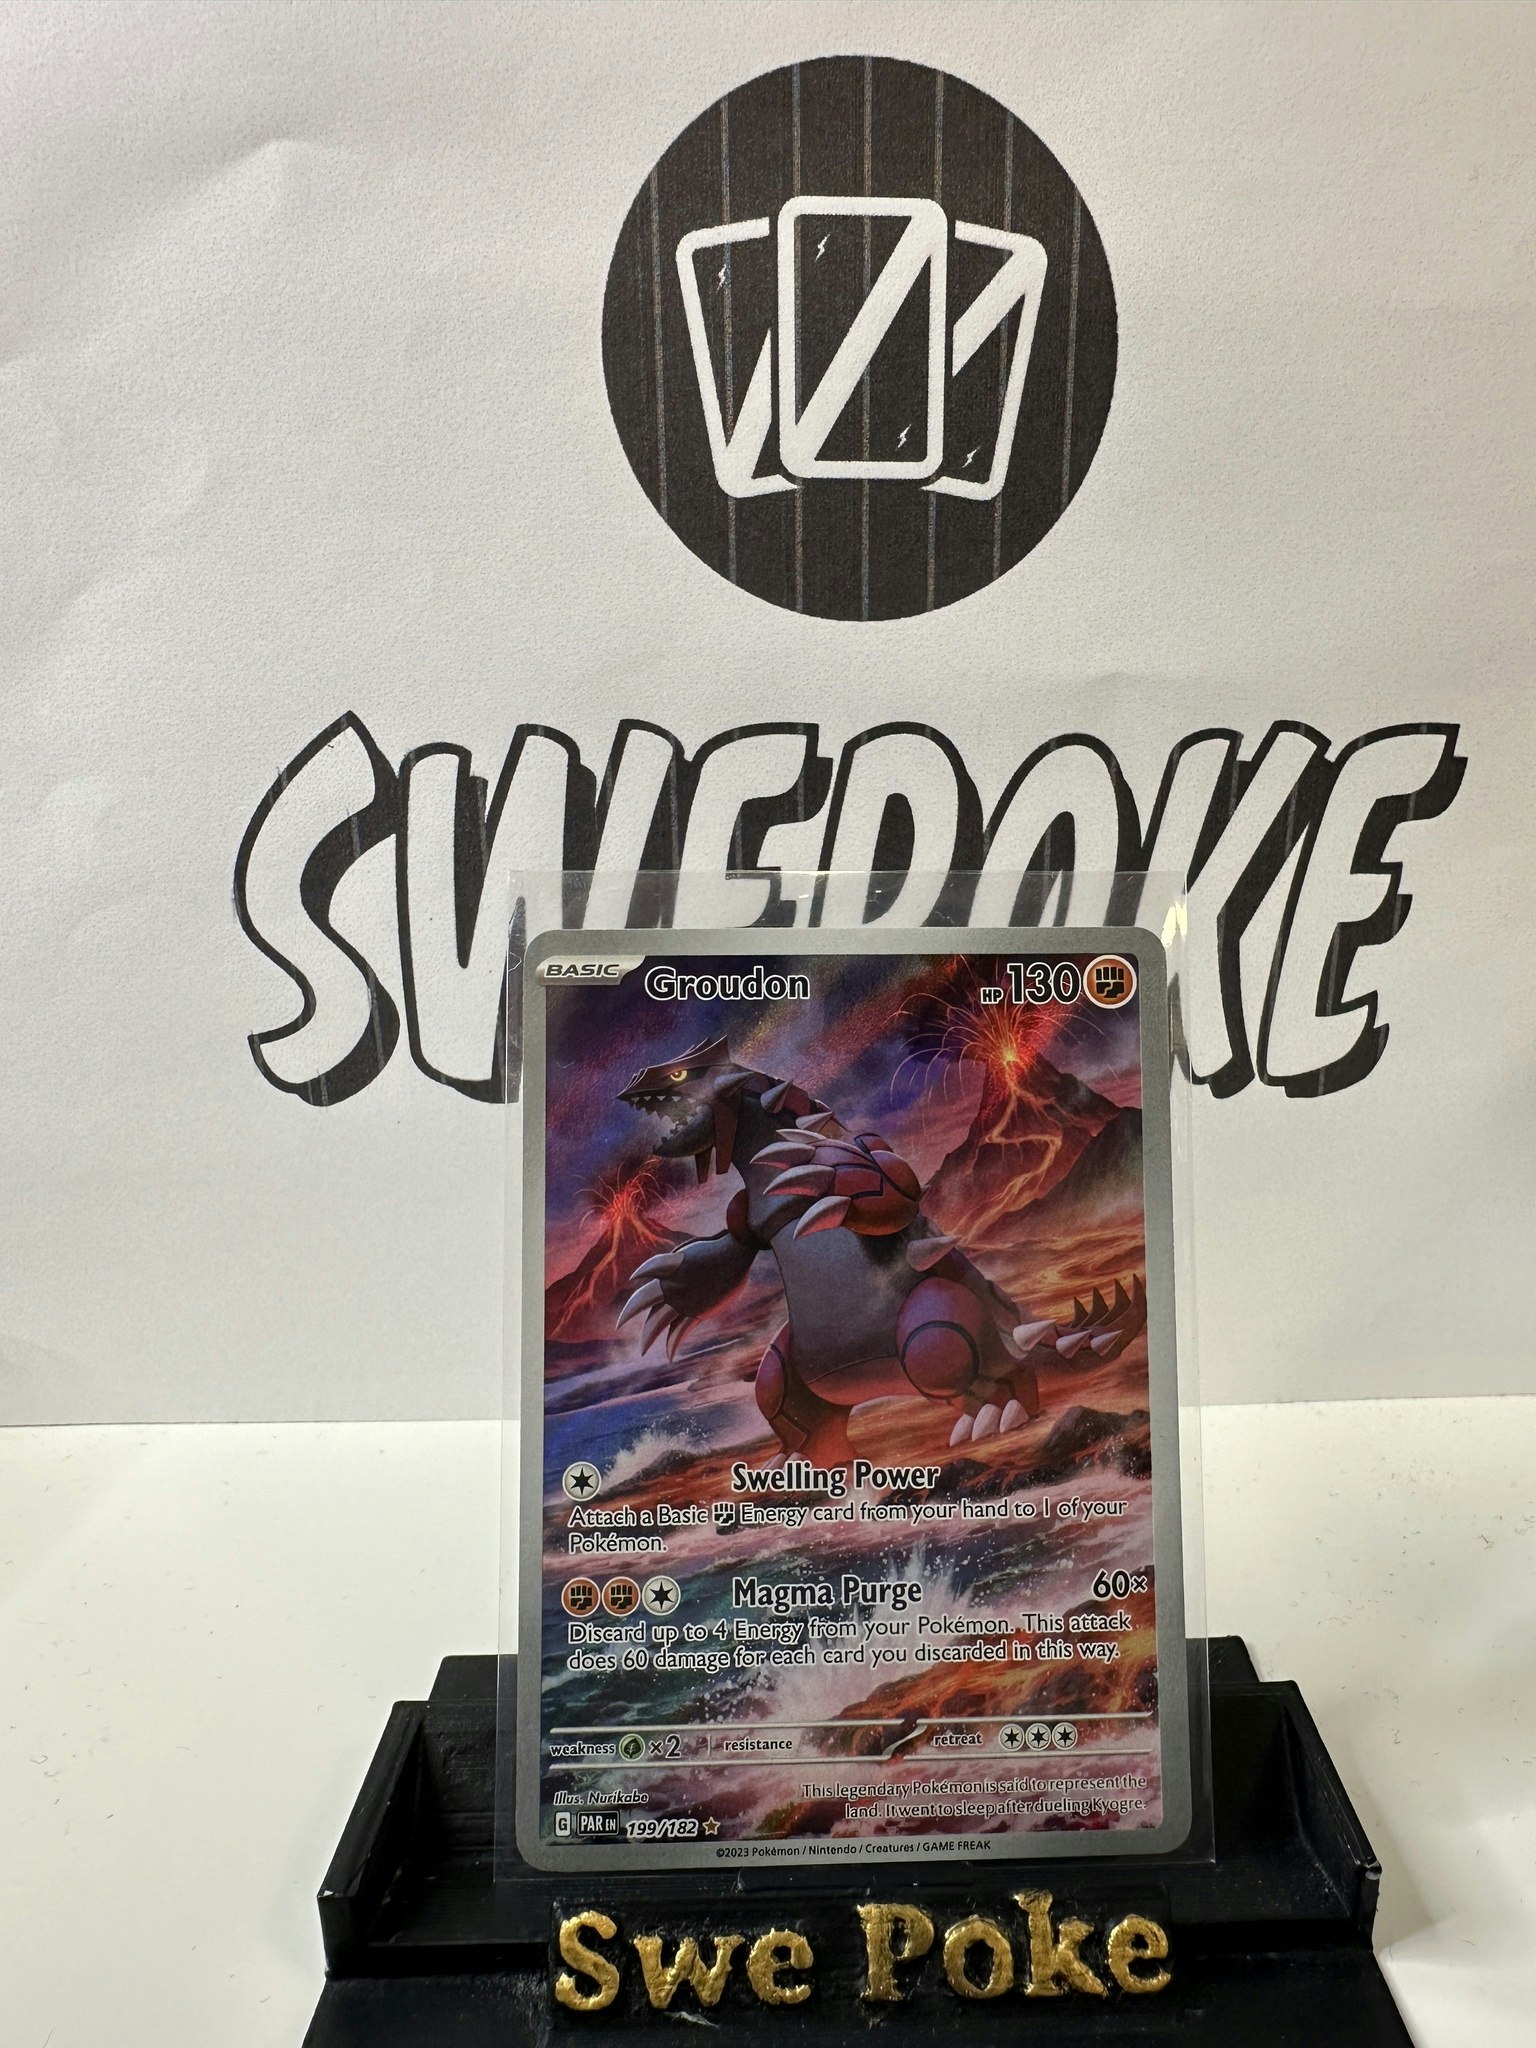 SWEPOKE
BASIC Groudon HP 130
Swelling Power
Attach a Basic Energy card from your hand to 1 of your
Pokémon.
Magma Purge 60×
Discard up to 4 Energy from your Pokémon. This attack
does 60 damage for each card you discarded in this way.
weakness ×2 resistance retreat
Illus. Nurikabe
This legendary Pokémon is said to represent the
land. It went to sleep after dueling Kyogre.
G PAR EN 199/182
©2023 Pokémon / Nintendo / Creatures / GAME FREAK
Swe Poke